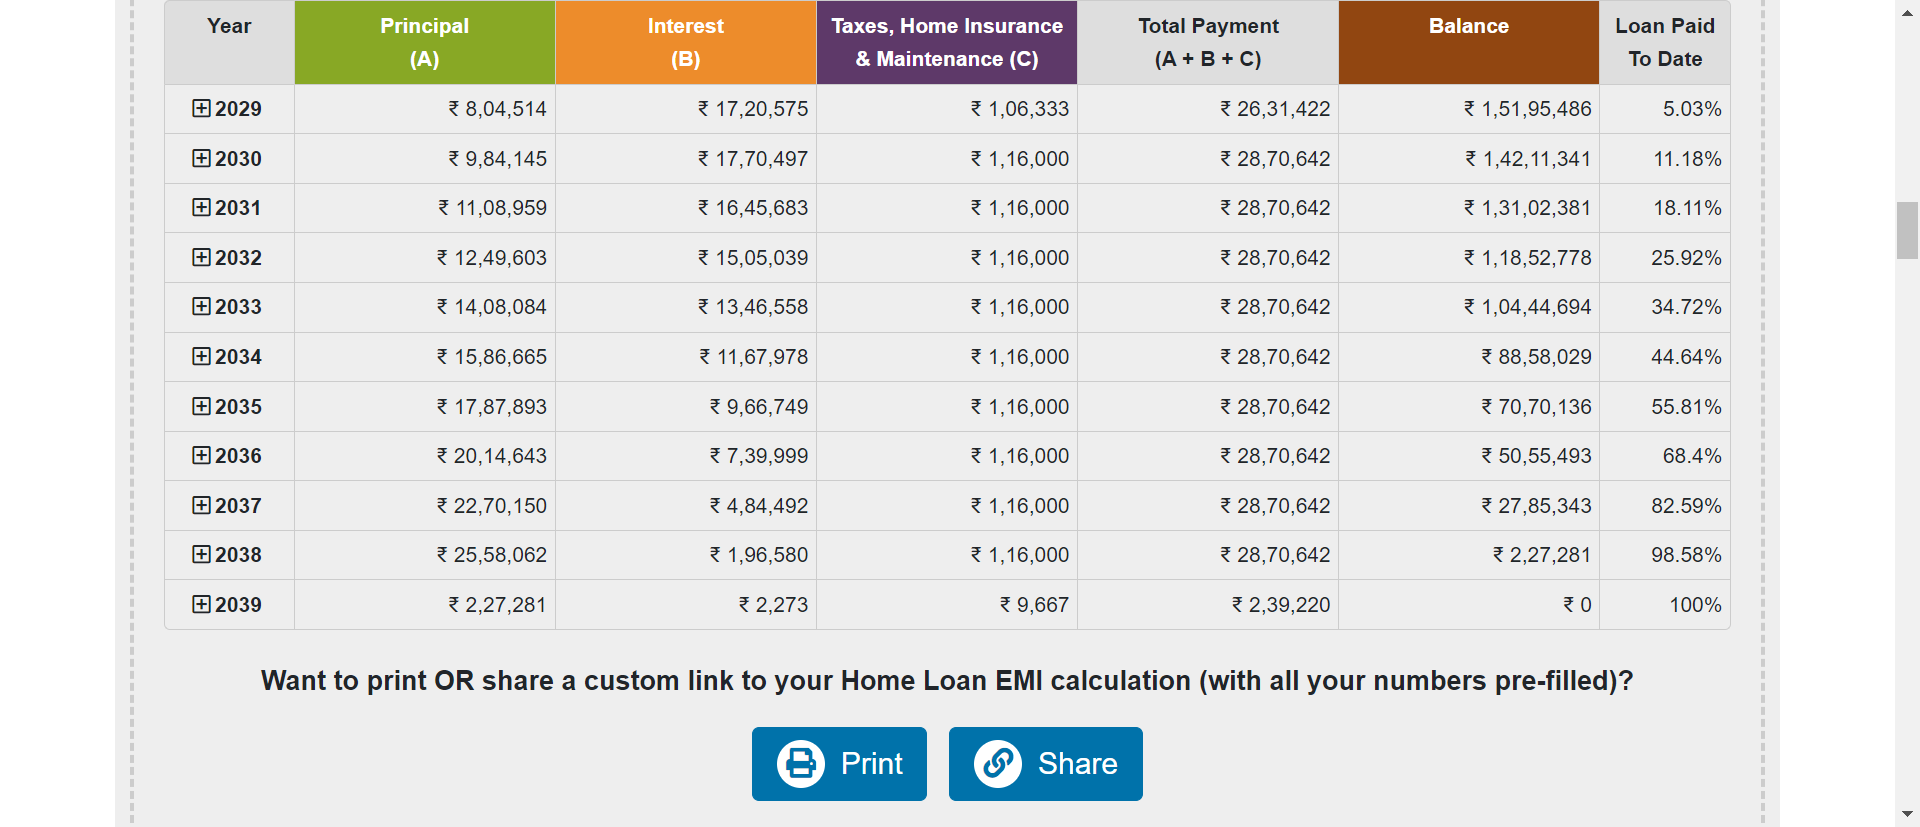 Year Principal (A) Interest (B) Taxes, Home Insurance & Maintenance (C) Total Payment (A + B + C) Balance Loan Paid To Date
2029 ₹ 8,04,514 ₹ 17,20,575 ₹ 1,06,333 ₹ 26,31,422 ₹ 1,51,95,486 5.03%
2030 ₹ 9,84,145 ₹ 17,70,497 ₹ 1,16,000 ₹ 28,70,642 ₹ 1,42,11,341 11.18%
2031 ₹ 11,08,959 ₹ 16,45,683 ₹ 1,16,000 ₹ 28,70,642 ₹ 1,31,02,381 18.11%
2032 ₹ 12,49,603 ₹ 15,05,039 ₹ 1,16,000 ₹ 28,70,642 ₹ 1,18,52,778 25.92%
2033 ₹ 14,08,084 ₹ 13,46,558 ₹ 1,16,000 ₹ 28,70,642 ₹ 1,04,44,694 34.72%
2034 ₹ 15,86,665 ₹ 11,67,978 ₹ 1,16,000 ₹ 28,70,642 ₹ 88,58,029 44.64%
2035 ₹ 17,87,893 ₹ 9,66,749 ₹ 1,16,000 ₹ 28,70,642 ₹ 70,70,136 55.81%
2036 ₹ 20,14,643 ₹ 7,39,999 ₹ 1,16,000 ₹ 28,70,642 ₹ 50,55,493 68.4%
2037 ₹ 22,70,150 ₹ 4,84,492 ₹ 1,16,000 ₹ 28,70,642 ₹ 27,85,343 82.59%
2038 ₹ 25,58,062 ₹ 1,96,580 ₹ 1,16,000 ₹ 28,70,642 ₹ 2,27,281 98.58%
2039 ₹ 2,27,281 ₹ 2,273 ₹ 9,667 ₹ 2,39,220 ₹ 0 100%
Want to print OR share a custom link to your Home Loan EMI calculation (with all your numbers pre-filled)?
Print Share